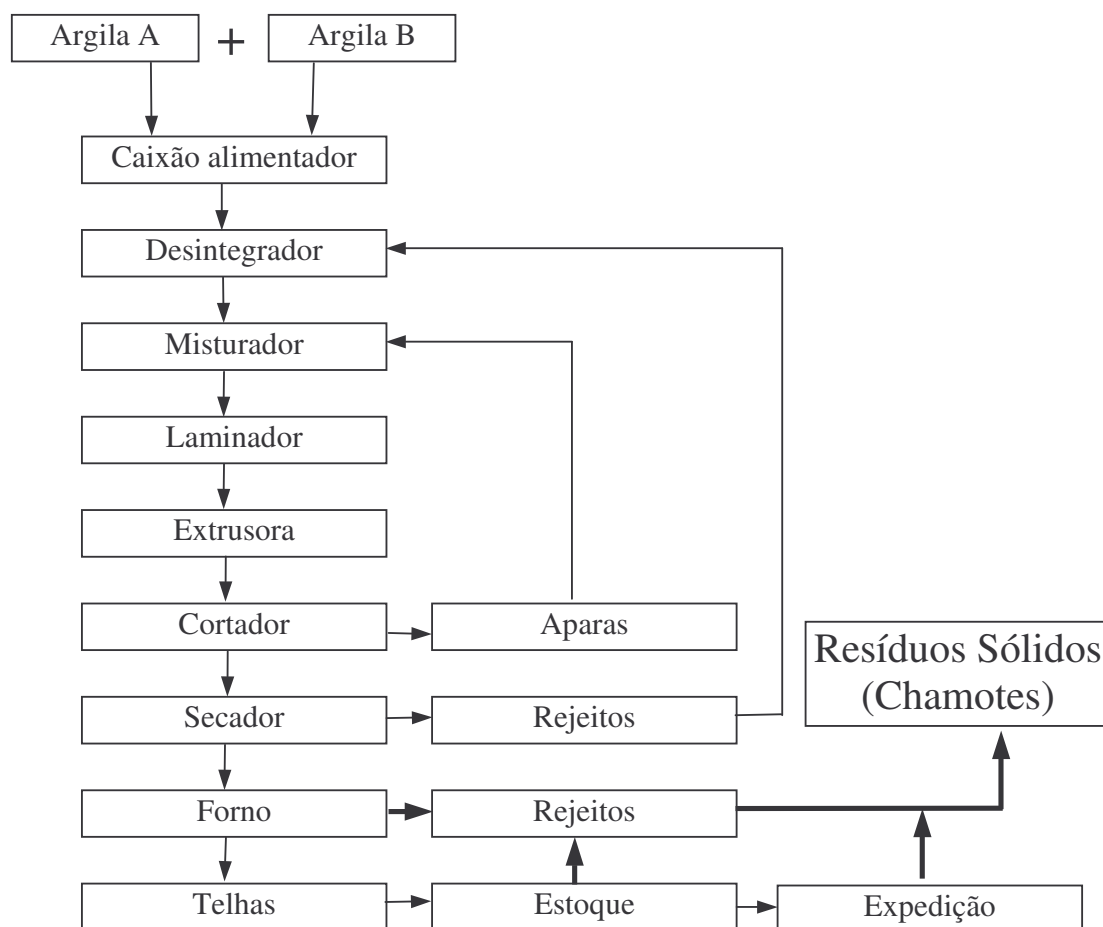 Argila A + Argila B
Caixão alimentador
Desintegrador
Misturador
Laminador
Extrusora
Cortador
Aparas
Resíduos Sólidos
(Chamotes)
Secador
Rejeitos
Forno
Rejeitos
Telhas
Estoque
Expedição